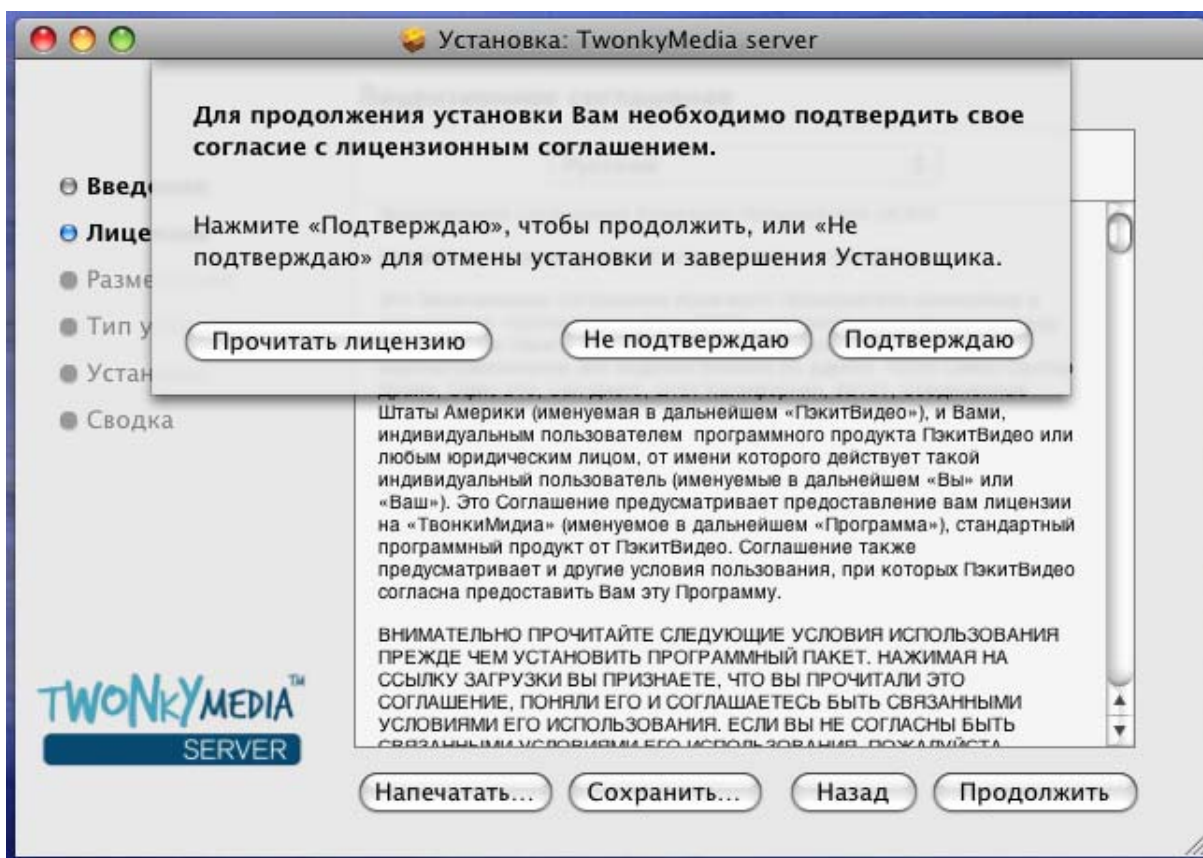 Установка: TwonkyMedia server
Для продолжения установки Вам необходимо подтвердить свое
согласие с лицензионным соглашением.
Нажмите «Подтверждаю», чтобы продолжить, или «Не
подтверждаю» для отмены установки и завершения Установщика.
Прочитать лицензию
Не подтверждаю
Подтверждаю
Сводка
Штаты Америки (именуемая в дальнейшем «ПэкитВидео»), и Вами,
индивидуальным пользователем программного продукта ПэкитВидео или
любым юридическим лицом, от имени которого действует такой
индивидуальный пользователь (именуемые в дальнейшем «Вы» или
«Ваш»). Это Соглашение предусматривает предоставление вам лицензии
на «ТвонкиМидиа» (именуемое в дальнейшем «Программа»), стандартный
программный продукт от ПэкитВидео. Соглашение также
предусматривает и другие условия пользования, при которых ПэкитВидео
согласна предоставить Вам эту Программу.
ВНИМАТЕЛЬНО ПРОЧИТАЙТЕ СЛЕДУЮЩИЕ УСЛОВИЯ ИСПОЛЬЗОВАНИЯ
ПРЕЖДЕ ЧЕМ УСТАНОВИТЬ ПРОГРАММНЫЙ ПАКЕТ. НАЖИМАЯ НА
ССЫЛКУ ЗАГРУЗКИ ВЫ ПРИЗНАЕТЕ, ЧТО ВЫ ПРОЧИТАЛИ ЭТО
СОГЛАШЕНИЕ, ПОНЯЛИ ЕГО И СОГЛАШАЕТЕСЬ БЫТЬ СВЯЗАННЫМИ
УСЛОВИЯМИ ЕГО ИСПОЛЬЗОВАНИЯ. ЕСЛИ ВЫ НЕ СОГЛАСНЫ БЫТЬ
СВЯЗАННЫМИ УСЛОВИЯМИ ЕГО ИСПОЛЬЗОВАНИЯ, ПОЖАЛУЙСТА
TWONKYMEDIA™
SERVER
Напечатать...
Сохранить...
Назад
Продолжить